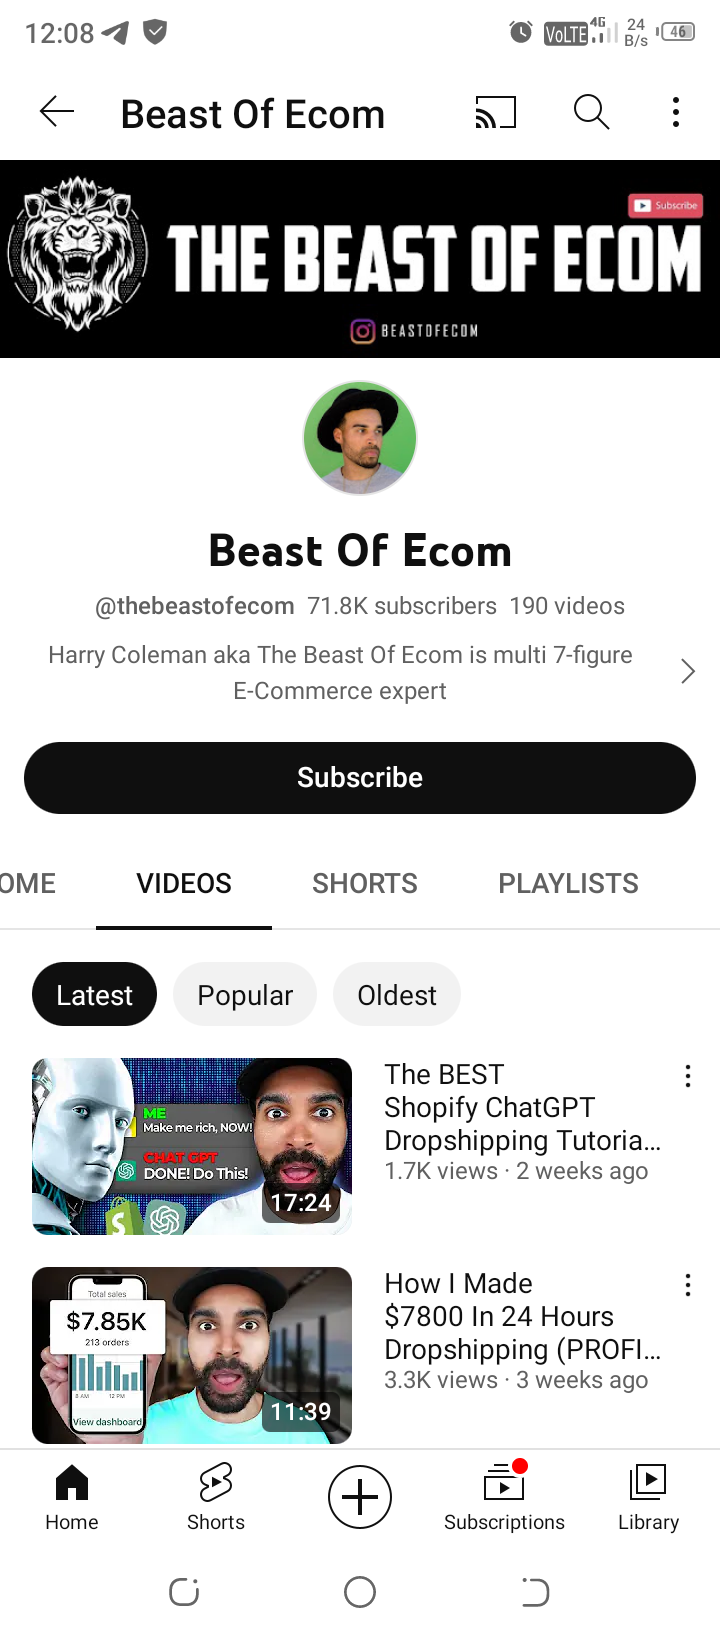 12:08
VoLTE 4G 24 B/s 46
Beast Of Ecom
Subscribe
THE BEAST OF ECOM
BEASTOFECOM
Beast Of Ecom
@thebeastofecom 71.8K subscribers 190 videos
Harry Coleman aka The Beast Of Ecom is multi 7-figure
E-Commerce expert
Subscribe
OME VIDEOS SHORTS PLAYLISTS
Latest Popular Oldest
ME
Make me rich, NOW!
CHAT GPT
DONE! Do This!
17:24
The BEST
Shopify ChatGPT
Dropshipping Tutoria...
1.7K views · 2 weeks ago
Total sales
$7.85K
213 orders
8 AM 12 PM
View dashboard
11:39
How I Made
$7800 In 24 Hours
Dropshipping (PROFI...
3.3K views · 3 weeks ago
Home Shorts Subscriptions Library